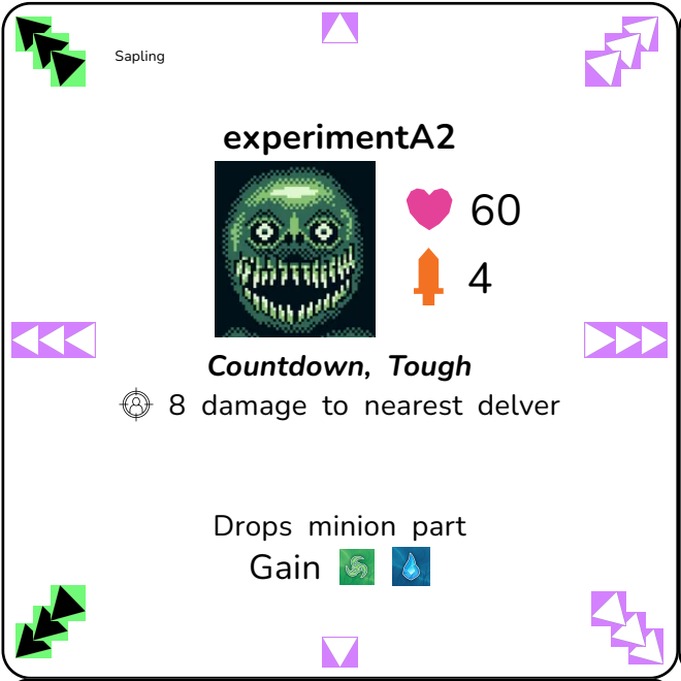 Sapling
experimentA2
60
4
Countdown, Tough
8 damage to nearest delver
Drops minion part
Gain